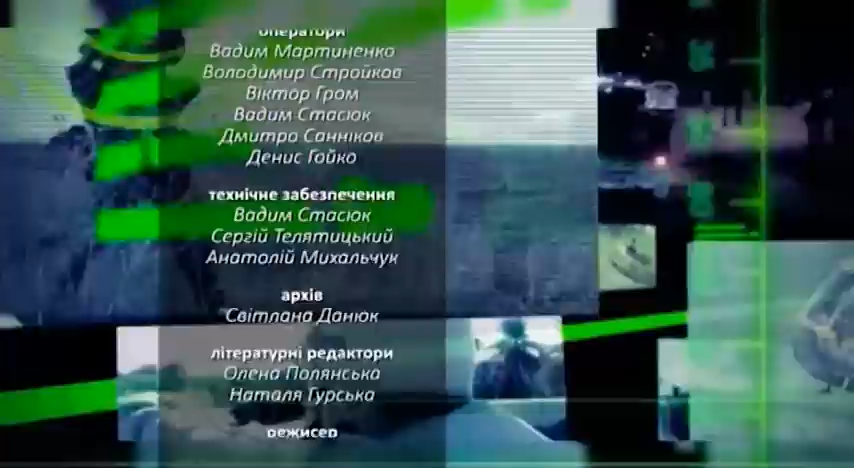 оператори
Вадим Мартиненко
Володимир Стройков
Віктор Гром
Вадим Стасюк
Дмитро Санніков
Денис Гойко
технічне забезпечення
Вадим Стасюк
Сергій Телятицький
Анатолій Михальчук
архів
Світлана Данюк
літературні редактори
Олена Полянська
Наталя Гурська
режисер